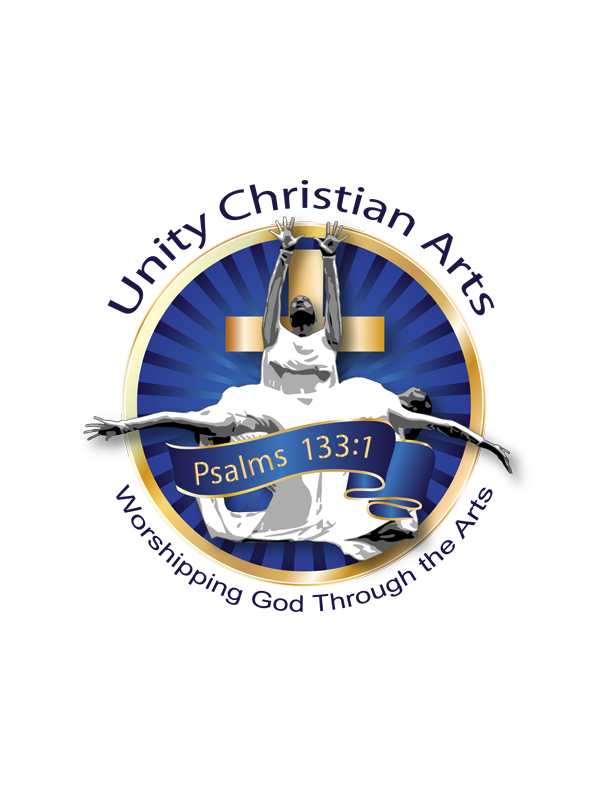 Unity Christian Arts
Psalms 133:1
Worshipping God Through the Arts